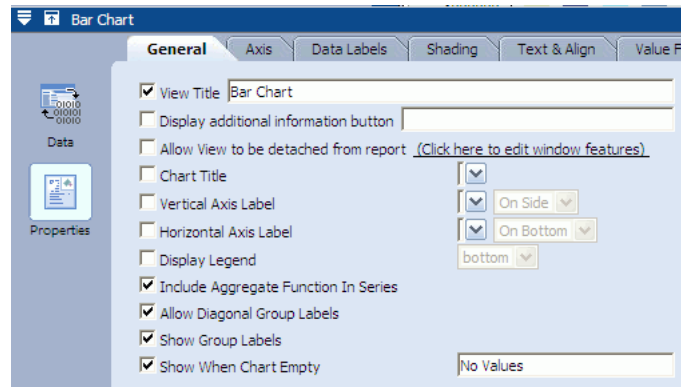 Bar Chart
General Axis Data Labels Shading Text & Align Value F
View Title Bar Chart
Display additional information button
Data
Allow View to be detached from report (Click here to edit window features)
Chart Title
Vertical Axis Label On Side
Properties
Horizontal Axis Label On Bottom
Display Legend bottom
Include Aggregate Function In Series
Allow Diagonal Group Labels
Show Group Labels
Show When Chart Empty No Values